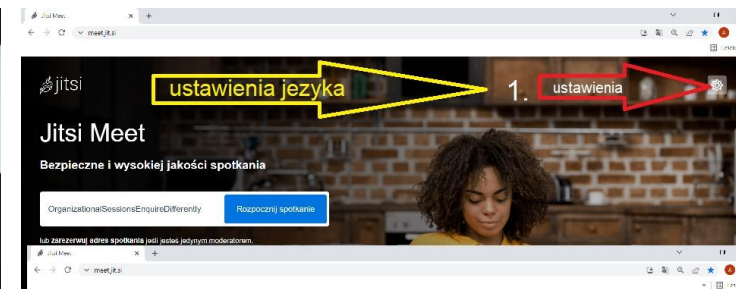 Jitsi Meet
meet.jit.si
jitsi
ustawienia jezyka
1.
ustawienia
Jitsi Meet
Bezpieczne i wysokiej jakości spotkania
OrganizationalSessionsEnquireDifferently
Rozpocznij spotkanie
lub zarezerwuj adres spotkania jeśli jesteś jedynym moderatorem.
Jitsi Meet
meet.jit.si